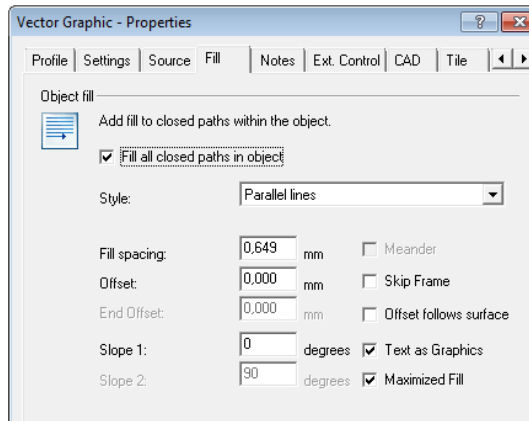 Vector Graphic - Properties
Profile Settings Source Fill Notes Ext. Control CAD Tile
Object fill
Add fill to closed paths within the object.
Fill all closed paths in object
Style: Parallel lines
Fill spacing: 0,649 mm Meander
Offset: 0,000 mm Skip Frame
End Offset: 0,000 mm Offset follows surface
Slope 1: 0 degrees Text as Graphics
Slope 2: 90 degrees Maximized Fill